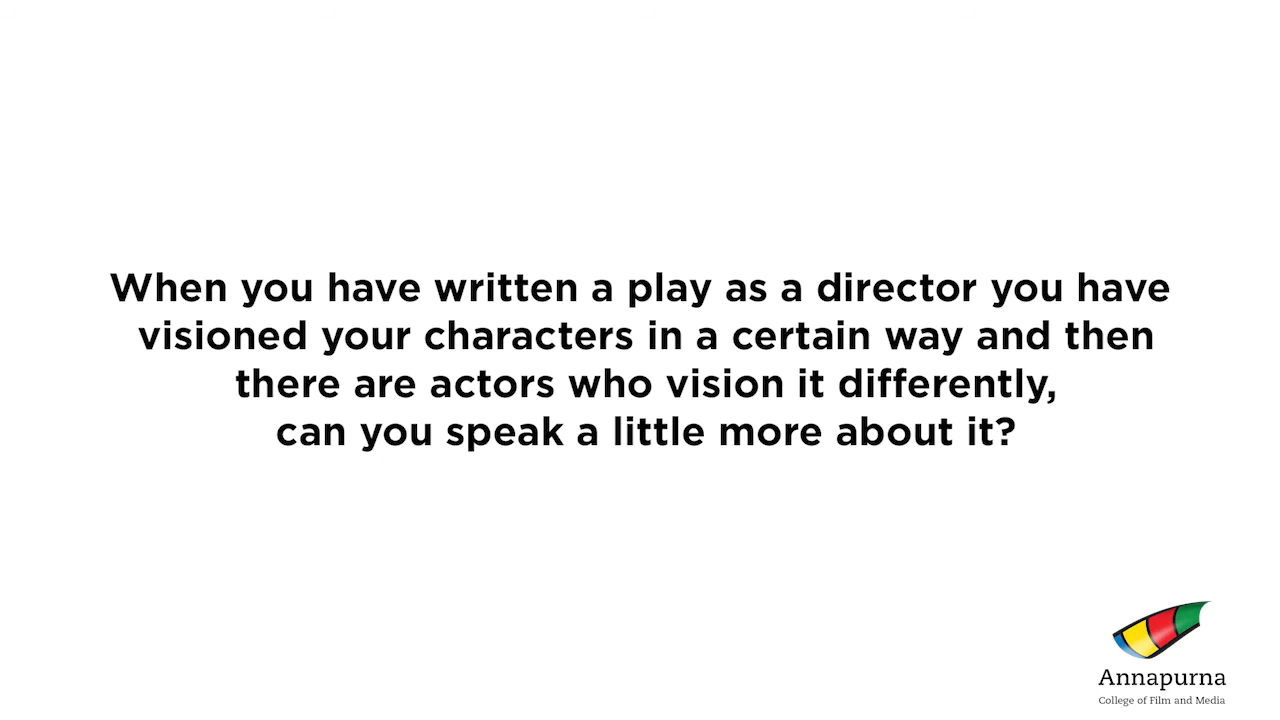 When you have written a play as a director you have
visioned your characters in a certain way and then
there are actors who vision it differently,
can you speak a little more about it?
Annapurna
College of Film and Media